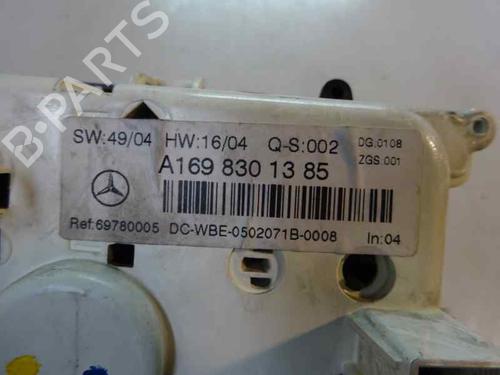 SW:49/04 HW:16/04 Q-S:002 DG:0108
ZGS:001
A169 830 13 85
Ref:69780005 DC-WBE-0502071B-0008 In:04
B-PARTS